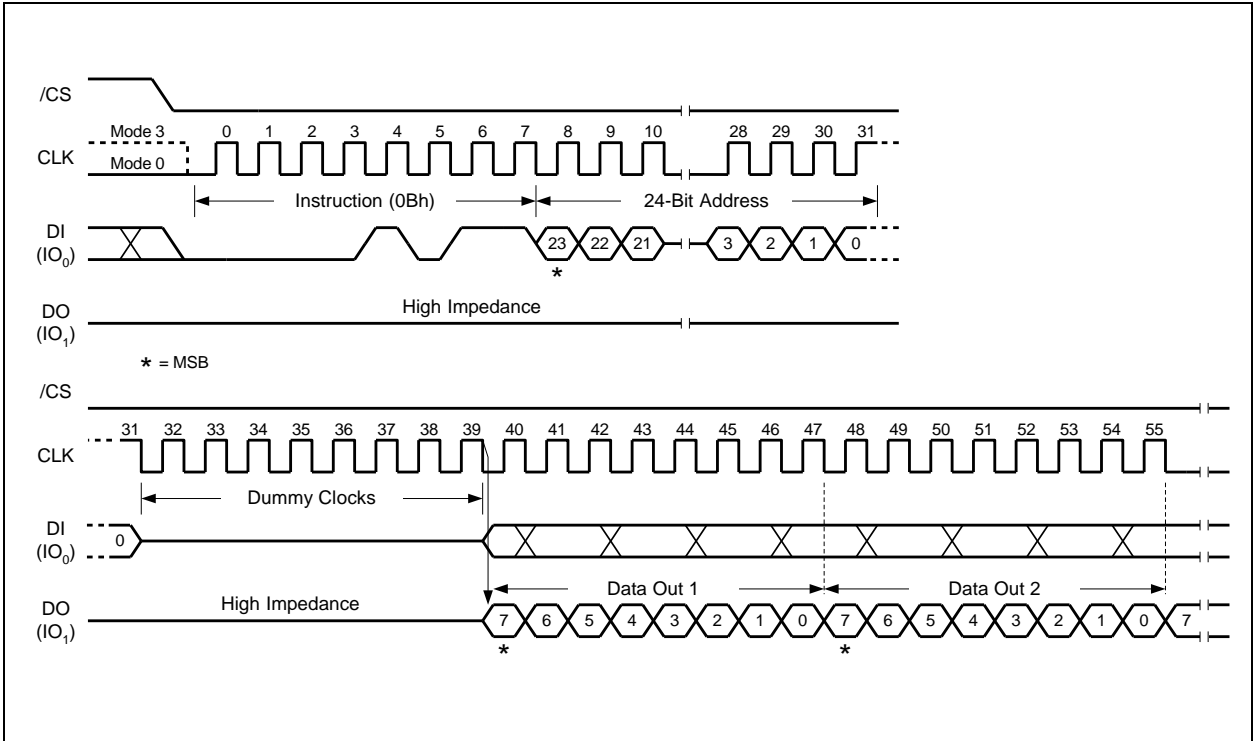 /CS
Mode 3 0 1 2 3 4 5 6 7 8 9 10 28 29 30 31
CLK
Mode 0
Instruction (0Bh) 24-Bit Address
DI
(IO0) 23 22 21 3 2 1 0
*
High Impedance
DO
(IO1)
* = MSB
/CS
31 32 33 34 35 36 37 38 39 40 41 42 43 44 45 46 47 48 49 50 51 52 53 54 55
CLK
Dummy Clocks
DI
(IO0) 0
Data Out 1 Data Out 2
High Impedance
DO
(IO1) 7 6 5 4 3 2 1 0 7 6 5 4 3 2 1 0 7
* *